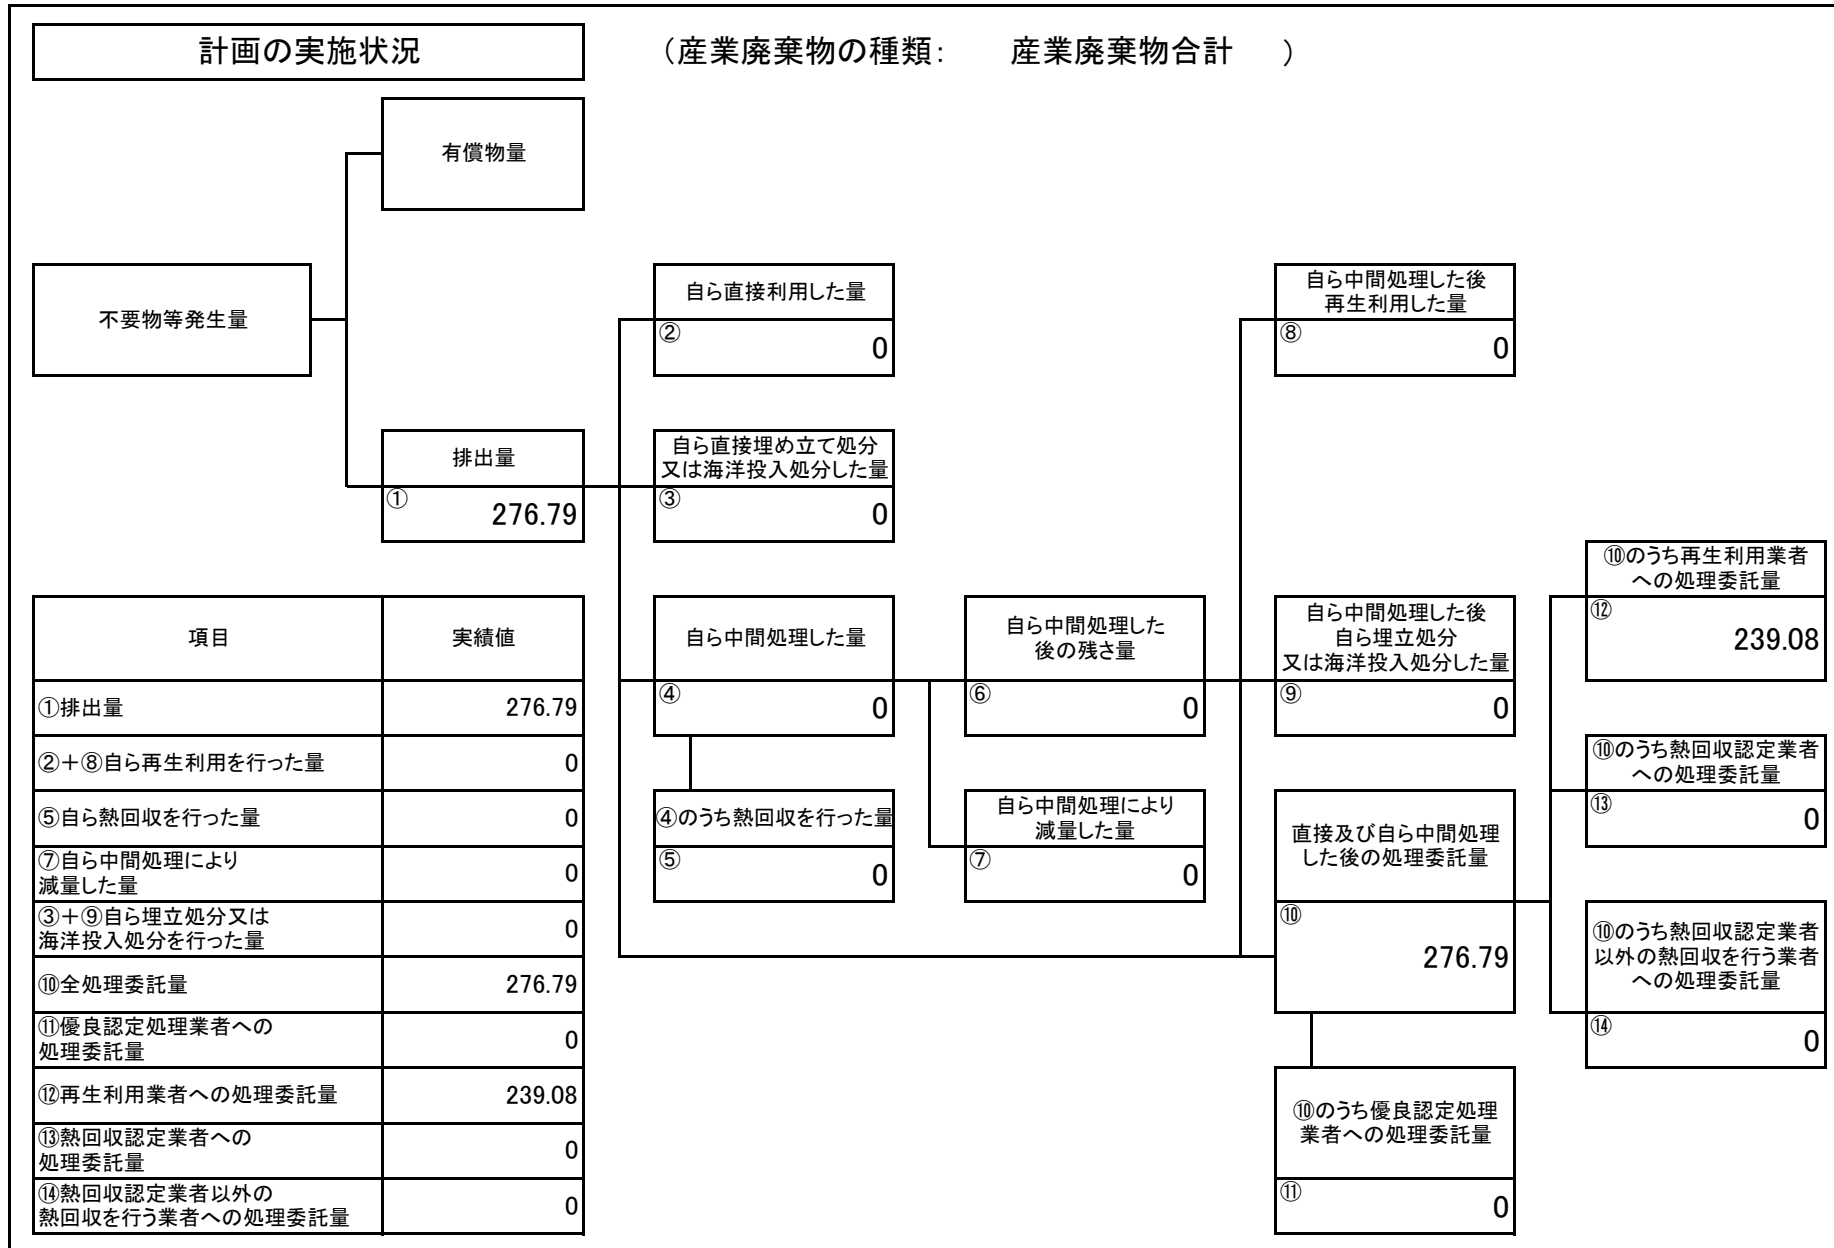 計画の実施状況
（産業廃棄物の種類： 産業廃棄物合計 ）
有償物量
不要物等発生量
排出量
①
276.79
自ら直接利用した量
②
0
自ら直接埋め立て処分
又は海洋投入処分した量
③
0
自ら中間処理した量
④
0
④のうち熱回収を行った量
⑤
0
自ら中間処理した
後の残さ量
⑥
0
自ら中間処理により
減量した量
⑦
0
自ら中間処理した後
再生利用した量
⑧
0
自ら中間処理した後
自ら埋立処分
又は海洋投入処分した量
⑨
0
直接及び自ら中間処理
した後の処理委託量
⑩
276.79
⑩のうち優良認定処理
業者への処理委託量
⑪
0
⑩のうち再生利用業者
への処理委託量
⑫
239.08
⑩のうち熱回収認定業者
への処理委託量
⑬
0
⑩のうち熱回収認定業者
以外の熱回収を行う業者
への処理委託量
⑭
0
項目 実績値
①排出量 276.79
②＋⑧自ら再生利用を行った量 0
⑤自ら熱回収を行った量 0
⑦自ら中間処理により
減量した量 0
③＋⑨自ら埋立処分又は
海洋投入処分を行った量 0
⑩全処理委託量 276.79
⑪優良認定処理業者への
処理委託量 0
⑫再生利用業者への処理委託量 239.08
⑬熱回収認定業者への
処理委託量 0
⑭熱回収認定業者以外の
熱回収を行う業者への処理委託量 0